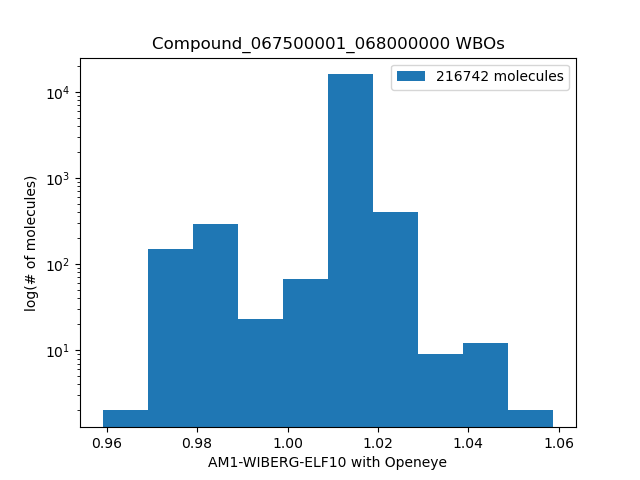 Compound_067500001_068000000 WBOs
216742 molecules
log(# of molecules)
10⁴
10³
10²
10¹
0.96 0.98 1.00 1.02 1.04 1.06
AM1-WIBERG-ELF10 with Openeye